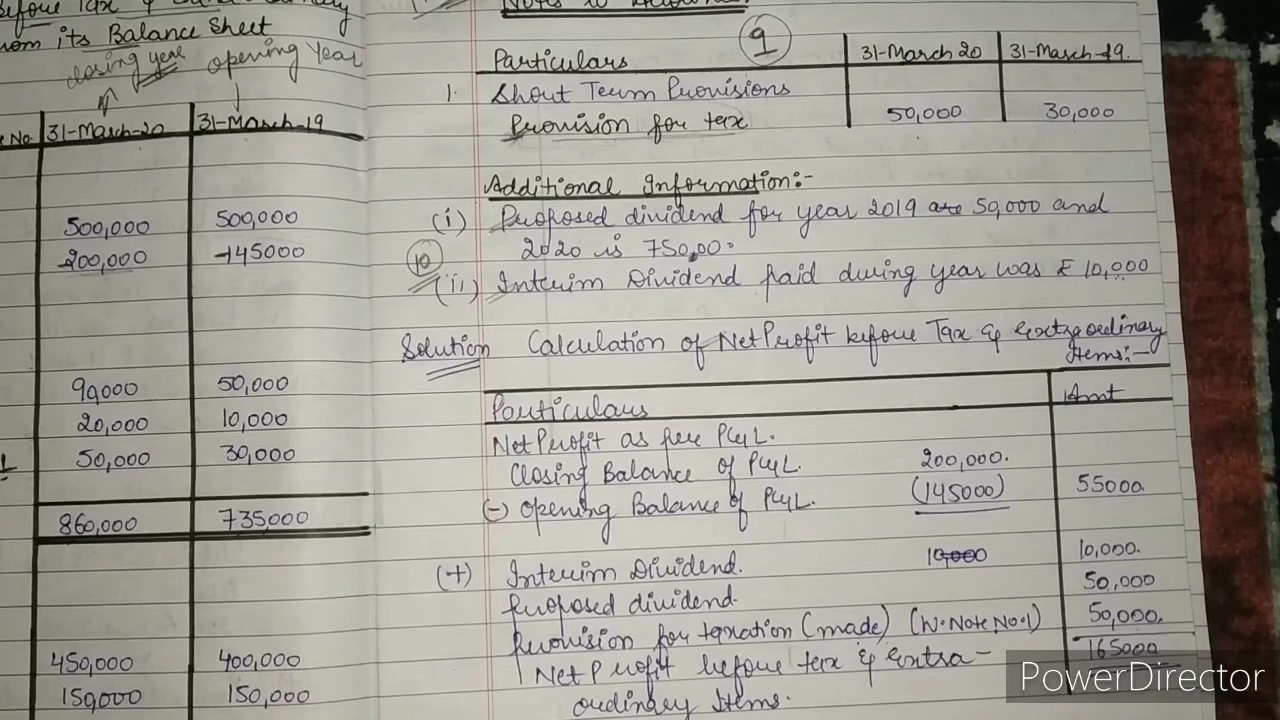 before Tax &
from its Balance Sheet
closing year opening Year
No. 31-March-20 31-March-19
500,000 500,000
200,000 145000
90,000 50,000
20,000 10,000
50,000 30,000
860,000 735000
450,000 400,000
150,000 150,000
Notes to
9
Particulars 31-March 20 31-March-19.
1. Short Term Provisions
Provision for tax 50,000 30,000
Additional Information:-
(i) Proposed dividend for year 2019 are 50,000 and
2020 is 750,00.
10
(ii) Interim Dividend paid during year was ₹ 10,000
Solution Calculation of Net Profit before Tax & extraordinary
Items:-
Particulars Amt
Net Profit as per P&L.
Closing Balance of P&L. 200,000.
(-) Opening Balance of P&L. (145000) 55000.
(+) Interim Dividend. 10,000 10,000.
Proposed dividend. 50,000
Provision for taxation (made) (W.Note No.1) 50,000.
Net Profit before tax & extra- 165000
ordinary Items.
PowerDirector